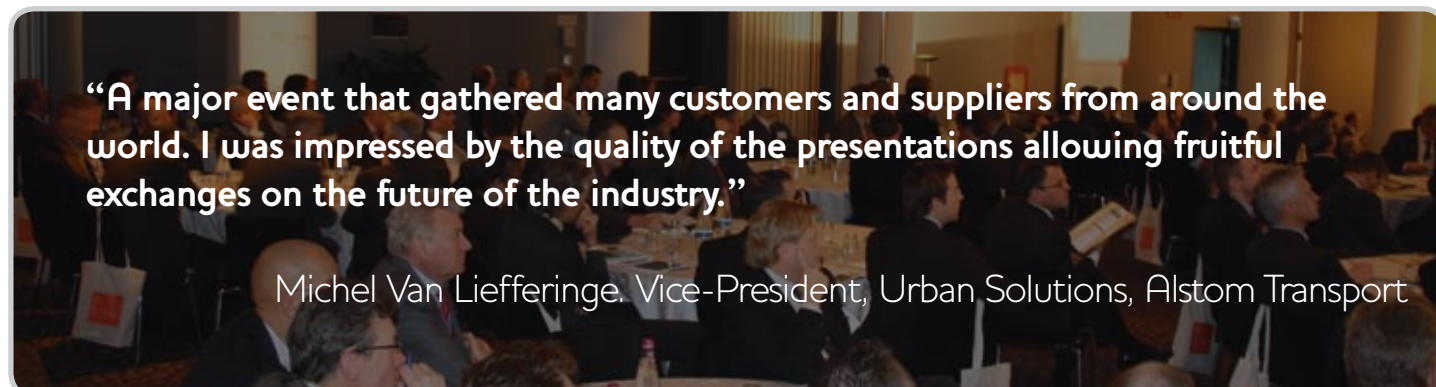 “A major event that gathered many customers and suppliers from around the
world. I was impressed by the quality of the presentations allowing fruitful
exchanges on the future of the industry.”
Michel Van Liefferinge. Vice-President, Urban Solutions, Alstom Transport